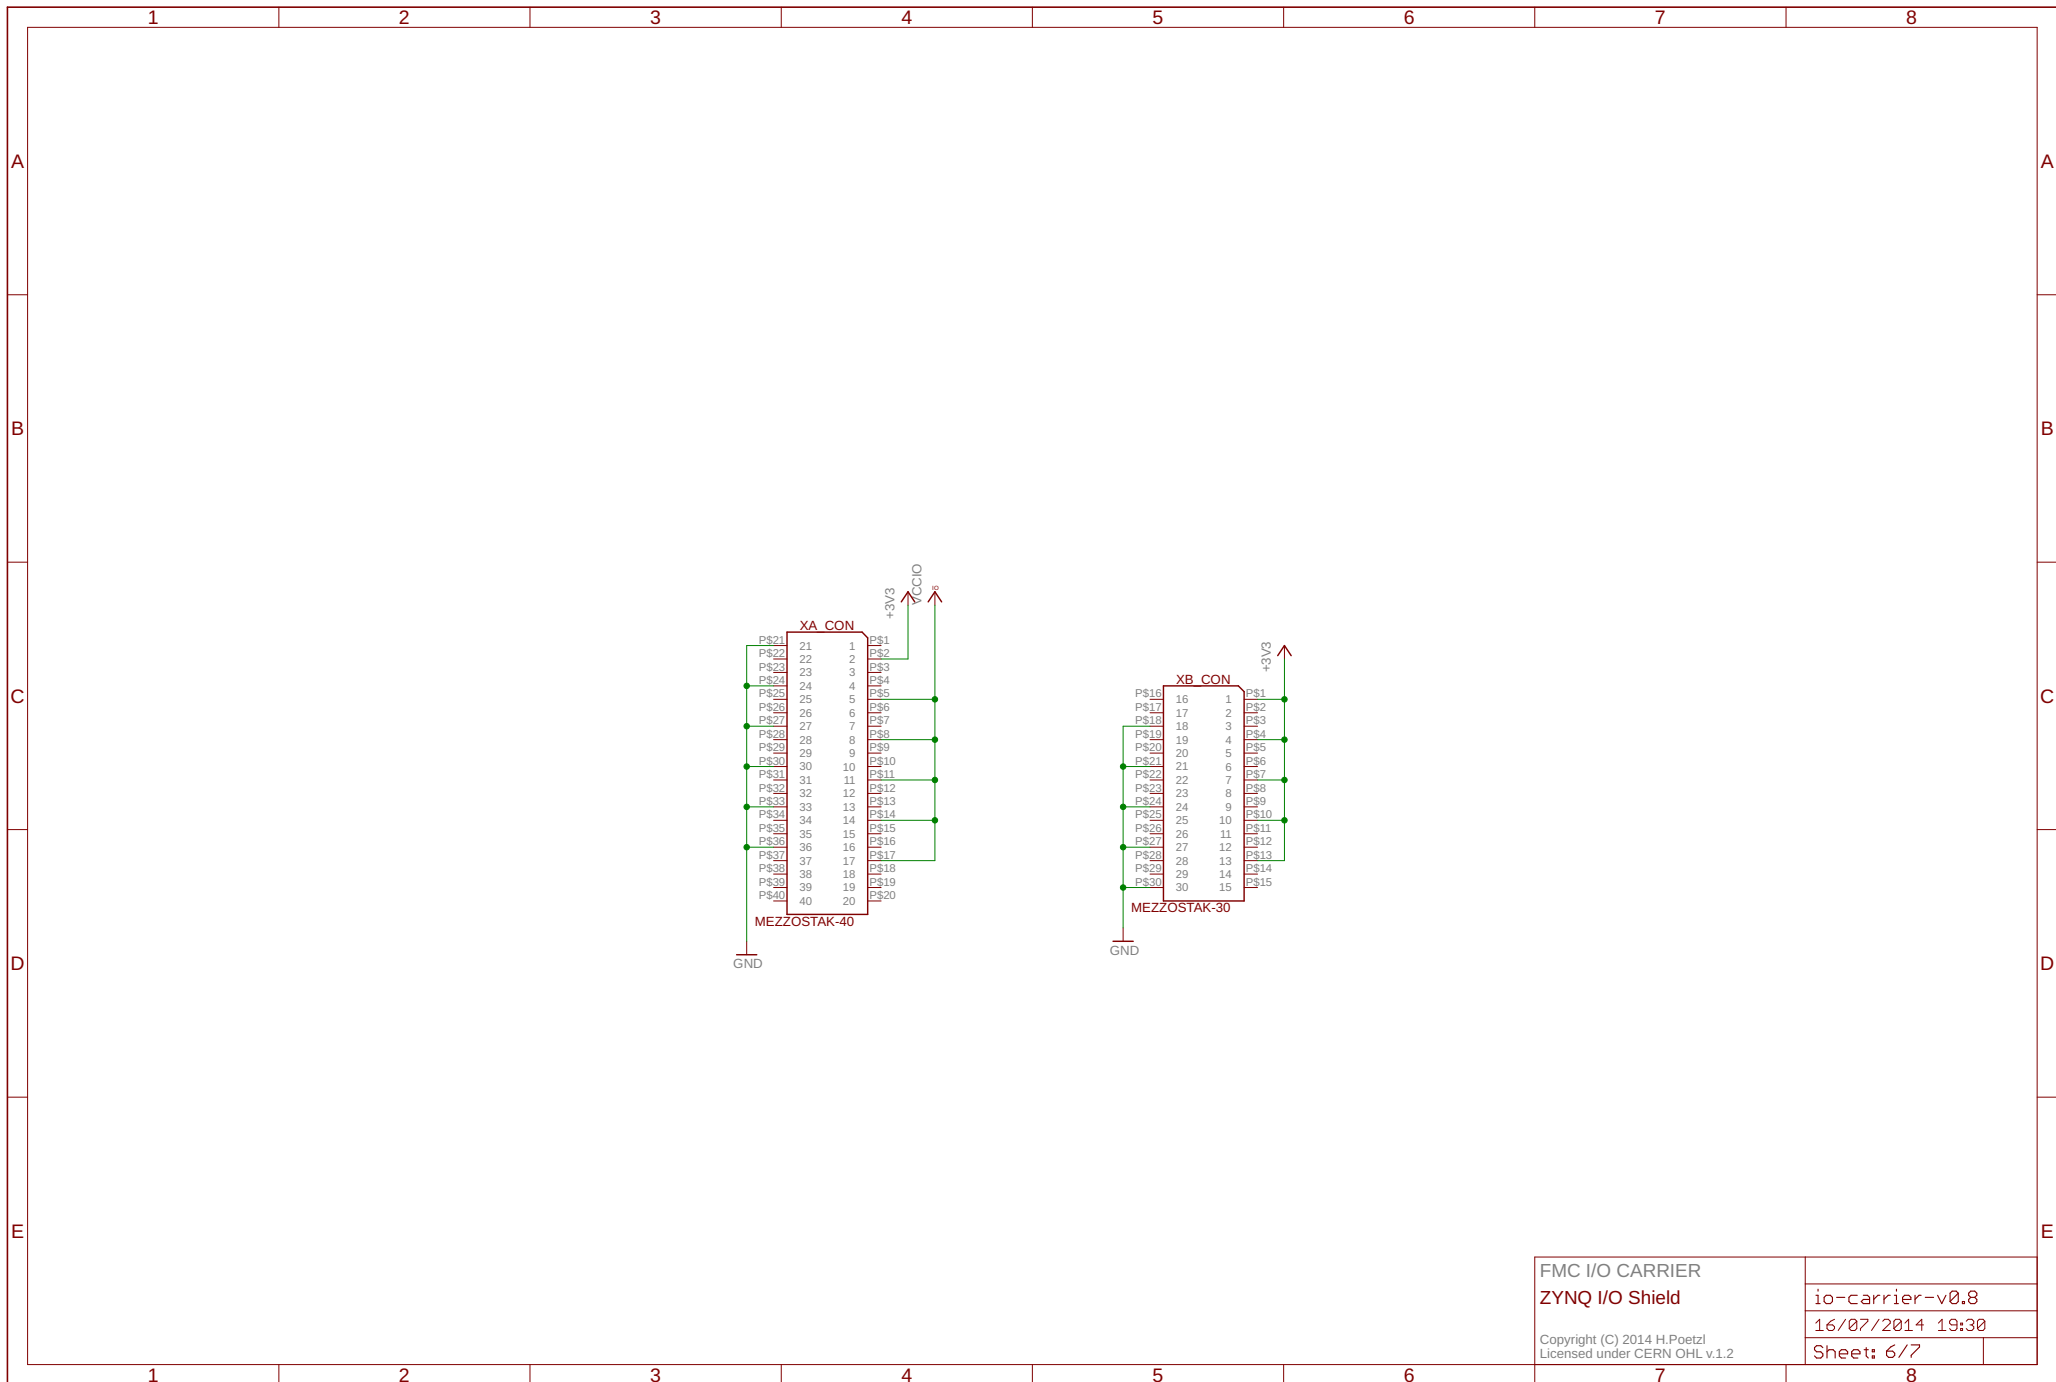 1 2 3 4 5 6 7 8
A A
B B
C C
D D
E E
+3V3
VCCIO
XA_CON
P$21 21 1 P$1
P$22 22 2 P$2
P$23 23 3 P$3
P$24 24 4 P$4
P$25 25 5 P$5
P$26 26 6 P$6
P$27 27 7 P$7
P$28 28 8 P$8
P$29 29 9 P$9
P$30 30 10 P$10
P$31 31 11 P$11
P$32 32 12 P$12
P$33 33 13 P$13
P$34 34 14 P$14
P$35 35 15 P$15
P$36 36 16 P$16
P$37 37 17 P$17
P$38 38 18 P$18
P$39 39 19 P$19
P$40 40 20 P$20
MEZZOSTAK-40
GND
+3V3
XB_CON
P$16 16 1 P$1
P$17 17 2 P$2
P$18 18 3 P$3
P$19 19 4 P$4
P$20 20 5 P$5
P$21 21 6 P$6
P$22 22 7 P$7
P$23 23 8 P$8
P$24 24 9 P$9
P$25 25 10 P$10
P$26 26 11 P$11
P$27 27 12 P$12
P$28 28 13 P$13
P$29 29 14 P$14
P$30 30 15 P$15
MEZZOSTAK-30
GND
FMC I/O CARRIER
ZYNQ I/O Shield
Copyright (C) 2014 H.Poetzl
Licensed under CERN OHL v.1.2
io-carrier-v0.8
16/07/2014 19:30
Sheet: 6/7
1 2 3 4 5 6 7 8